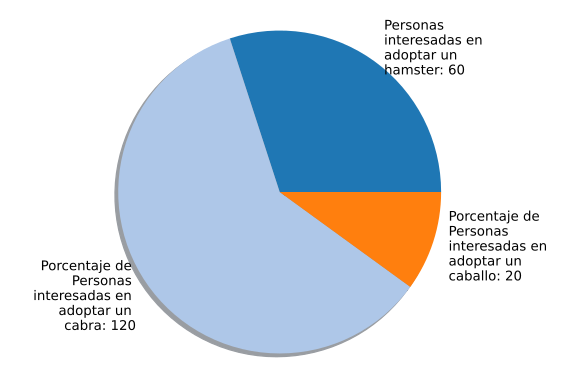 Personas
interesadas en
adoptar un
hamster: 60
Porcentaje de
Personas
interesadas en
adoptar un
cabra: 120
Porcentaje de
Personas
interesadas en
adoptar un
caballo: 20